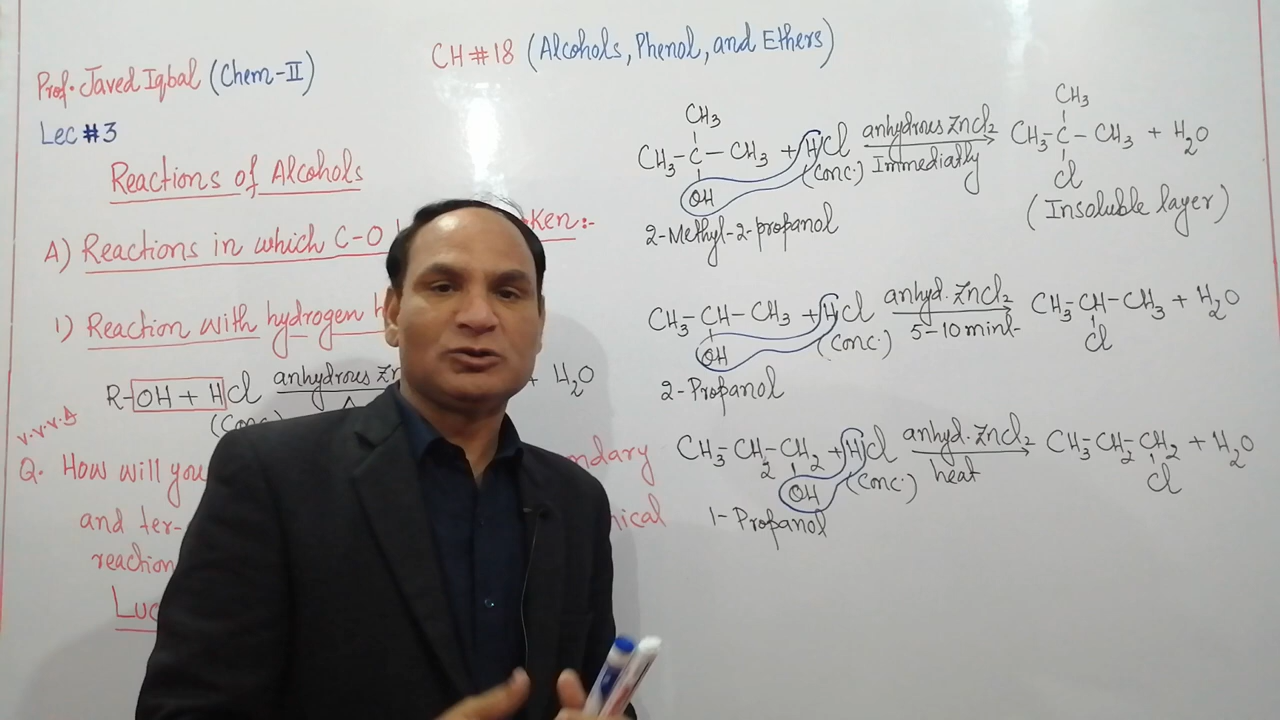 Prof. Javed Iqbal (Chem-II)
CH#18 (Alcohols, Phenol, and Ethers)
Lec #3
Reactions of Alcohols
A) Reactions in which C-O
1) Reaction with hydrogen
R-OH + HCl anhydrous + H2O
(Conc
Δ
v.v.v.
Q. How will you
and ter-
reaction
CH3
CH3-C-CH3 + HCl anhydrous ZnCl2 CH3-C-CH3 + H2O
(conc.) Immediatly
OH
2-Methyl-2-propanol
CH3
Cl
(Insoluble layer)
CH3-CH-CH3 + HCl anhyd. ZnCl2 CH3-CH-CH3 + H2O
(conc.) 5-10 mint.
OH
Cl
2-Propanol
CH3-CH2-CH2 + HCl anhyd. ZnCl2 CH3-CH2-CH2 + H2O
(conc.) heat
OH
Cl
1-Propanol